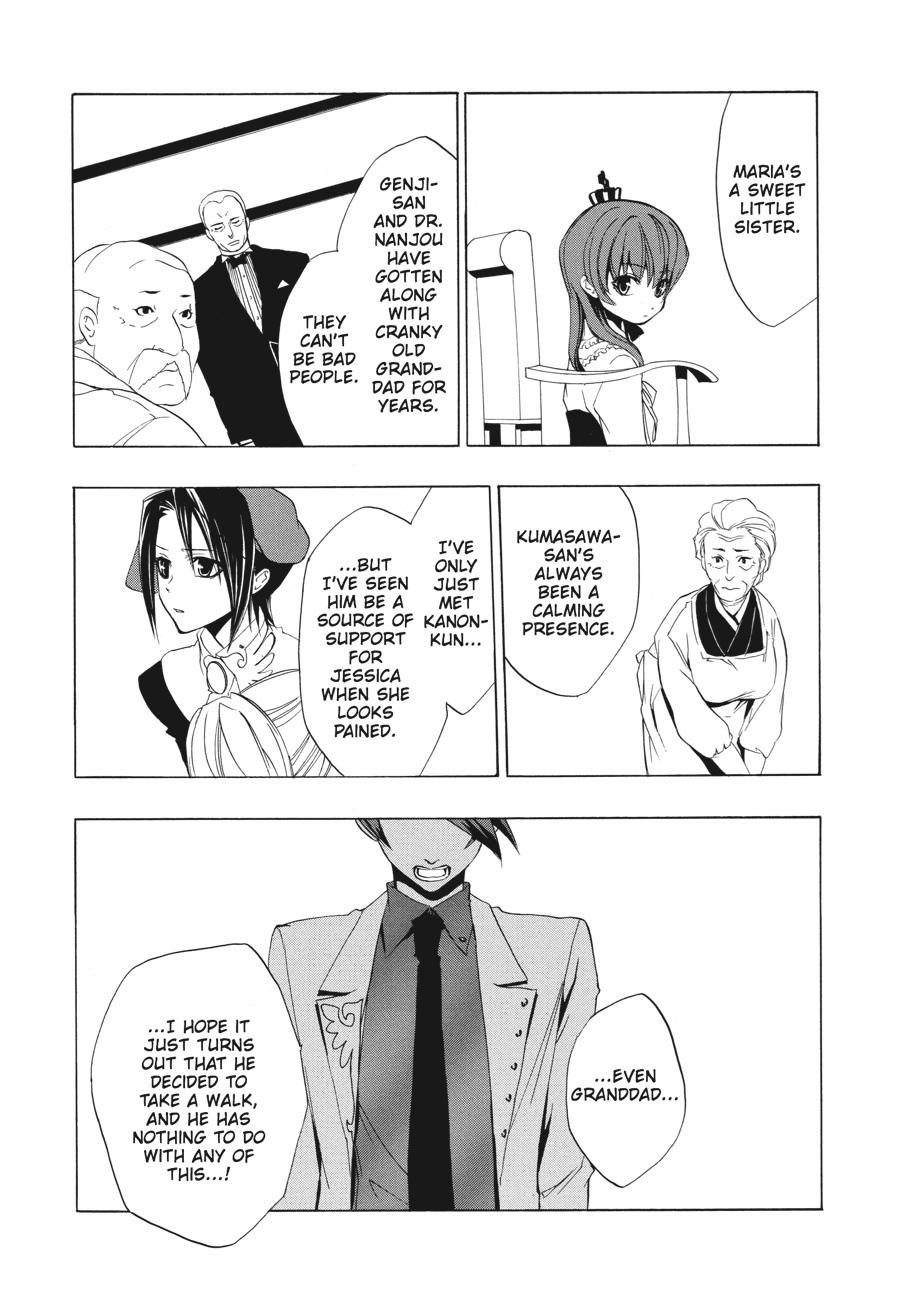 MARIA'S
A SWEET
LITTLE
SISTER.
GENJI-
SAN
AND DR.
NANJOU
HAVE
GOTTEN
ALONG
WITH
CRANKY
OLD
GRAND-
DAD FOR
YEARS.
THEY
CAN'T
BE BAD
PEOPLE.
KUMASAWA-
SAN'S
ALWAYS
BEEN A
CALMING
PRESENCE.
I'VE
ONLY
JUST
MET
KANON-
KUN...
...BUT
I'VE SEEN
HIM BE A
SOURCE OF
SUPPORT
FOR
JESSICA
WHEN SHE
LOOKS
PAINED.
...EVEN
GRANDDAD...
...I HOPE IT
JUST TURNS
OUT THAT HE
DECIDED TO
TAKE A WALK,
AND HE HAS
NOTHING TO DO
WITH ANY OF
THIS...!